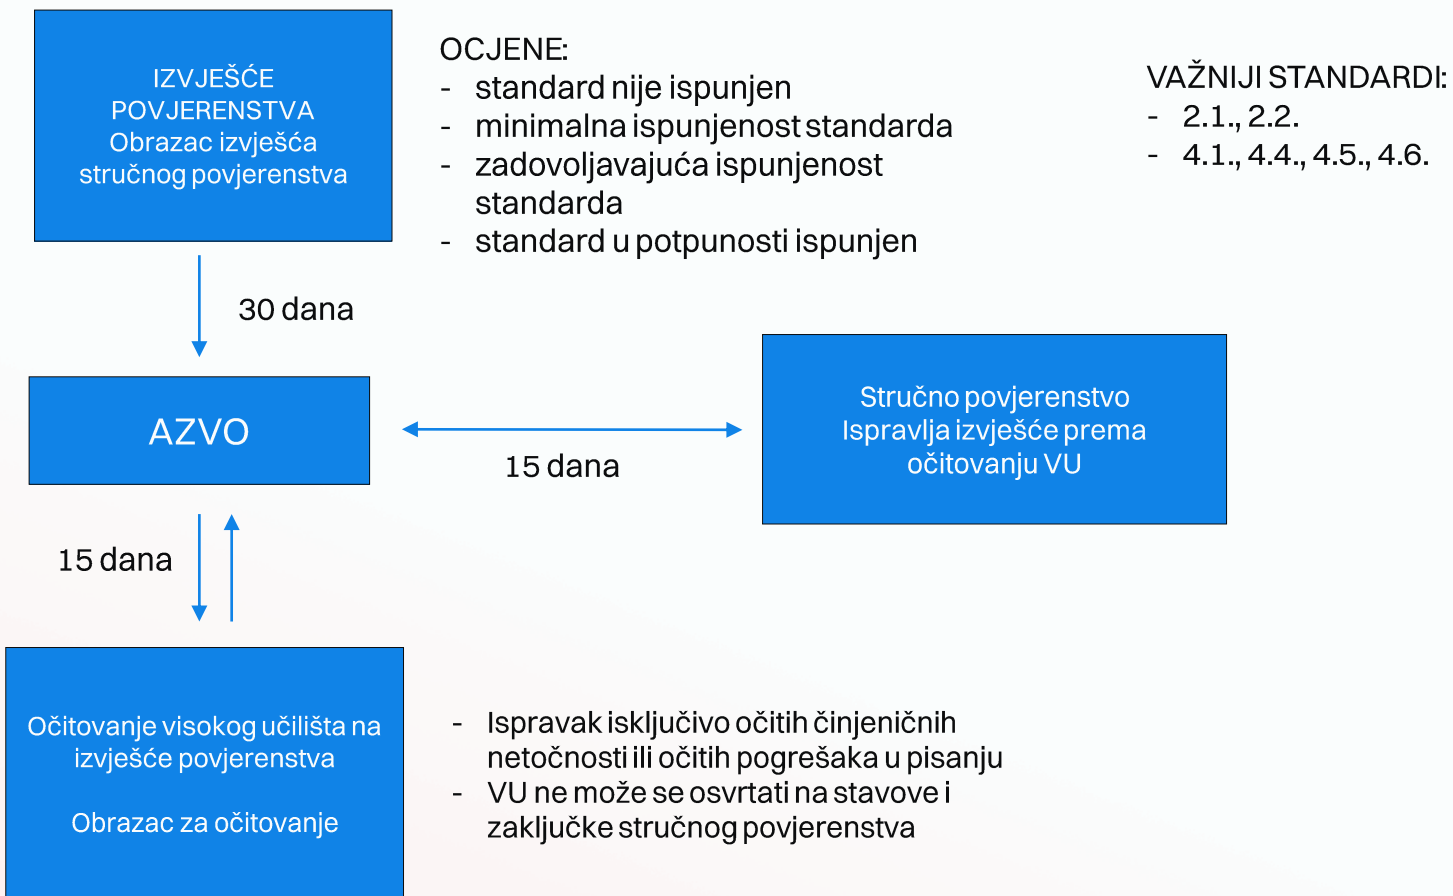 IZVJEŠĆE
POVJERENSTVA
Obrazac izvješća
stručnog povjerenstva
OCJENE:
- standard nije ispunjen
- minimalna ispunjenost standarda
- zadovoljavajuća ispunjenost
standarda
- standard u potpunosti ispunjen
VAŽNIJI STANDARDI:
- 2.1., 2.2.
- 4.1., 4.4., 4.5., 4.6.
30 dana
AZVO
15 dana
Stručno povjerenstvo
Ispravlja izvješće prema
očitovanju VU
15 dana
Očitovanje visokog učilišta na
izvješće povjerenstva
Obrazac za očitovanje
- Ispravak isključivo očitih činjeničnih
netočnosti ili očitih pogrešaka u pisanju
- VU ne može se osvrtati na stavove i
zaključke stručnog povjerenstva